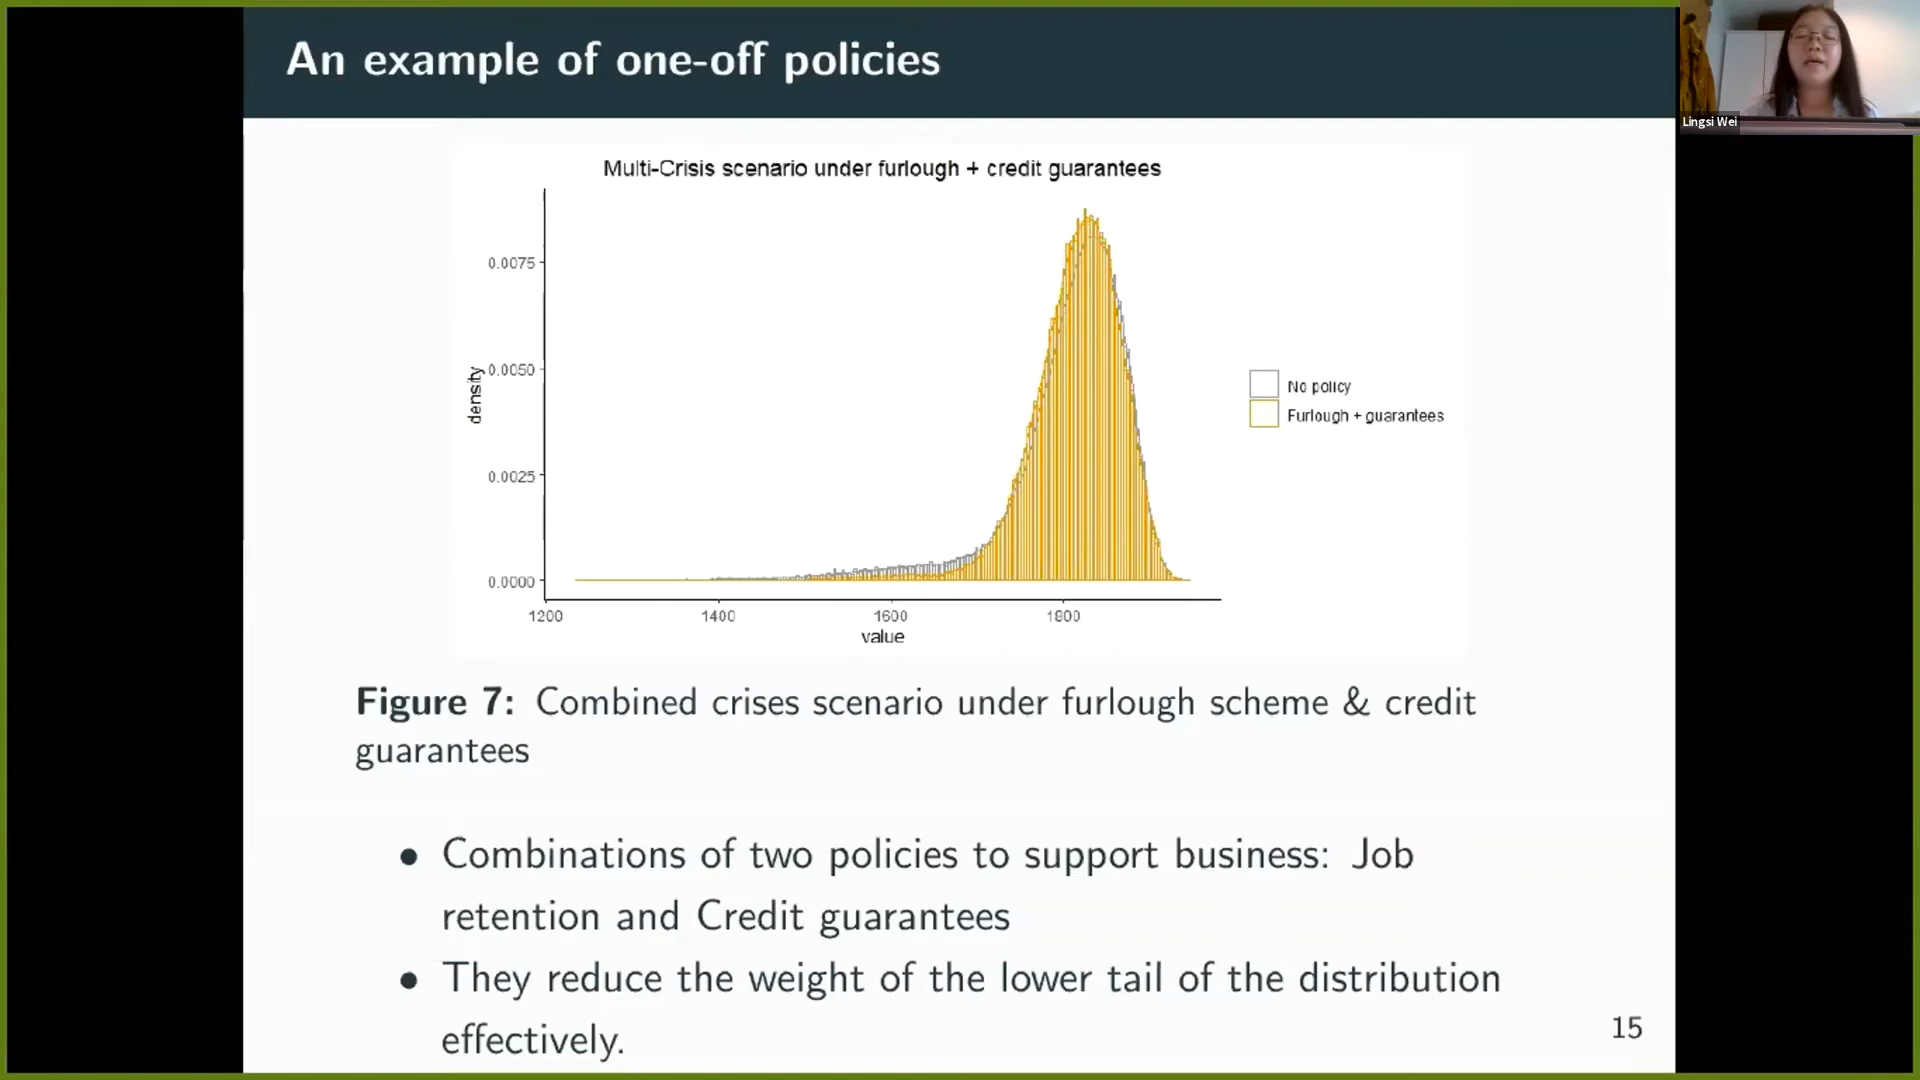 An example of one-off policies
Lingsi Wei
Multi-Crisis scenario under furlough + credit guarantees
0.0075
0.0050
0.0025
0.0000
density
1200
1400
1600
1800
value
No policy
Furlough + guarantees
Figure 7: Combined crises scenario under furlough scheme & credit
guarantees
• Combinations of two policies to support business: Job
retention and Credit guarantees
• They reduce the weight of the lower tail of the distribution
effectively.
15